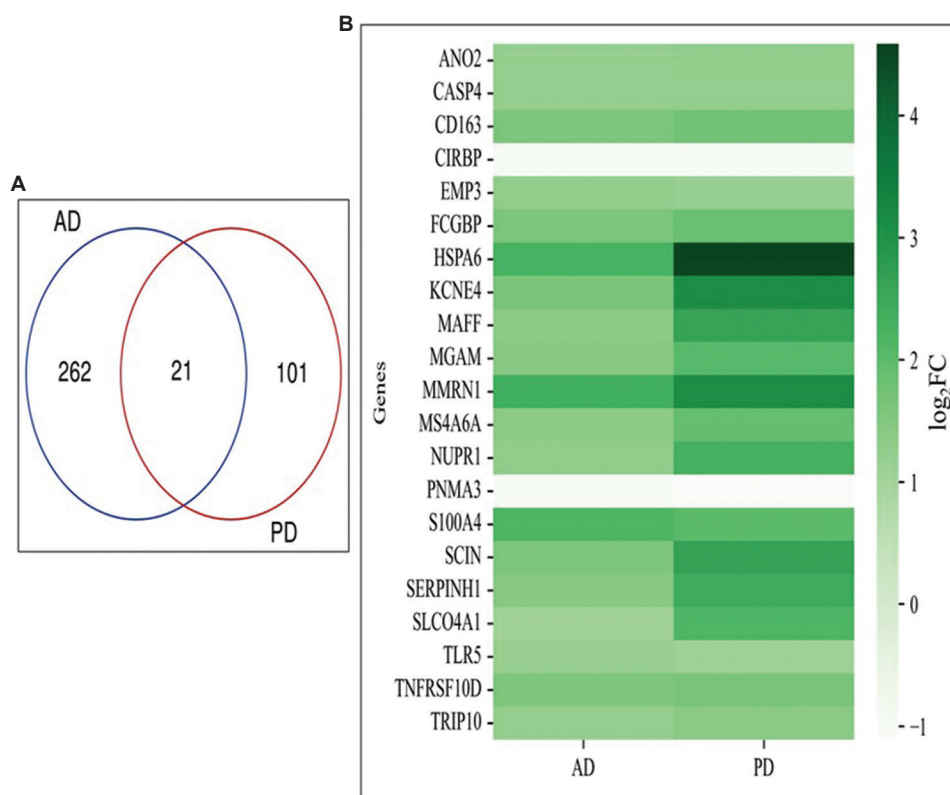 A
AD
262
21
101
PD
B
Genes
ANO2
CASP4
CD163
CIRBP
EMP3
FCGBP
HSPA6
KCNE4
MAFF
MGAM
MMRN1
MS4A6A
NUPR1
PNMA3
S100A4
SCIN
SERPINH1
SLCO4A1
TLR5
TNFRSF10D
TRIP10
AD
PD
4
3
2
1
0
−1
log₂FC